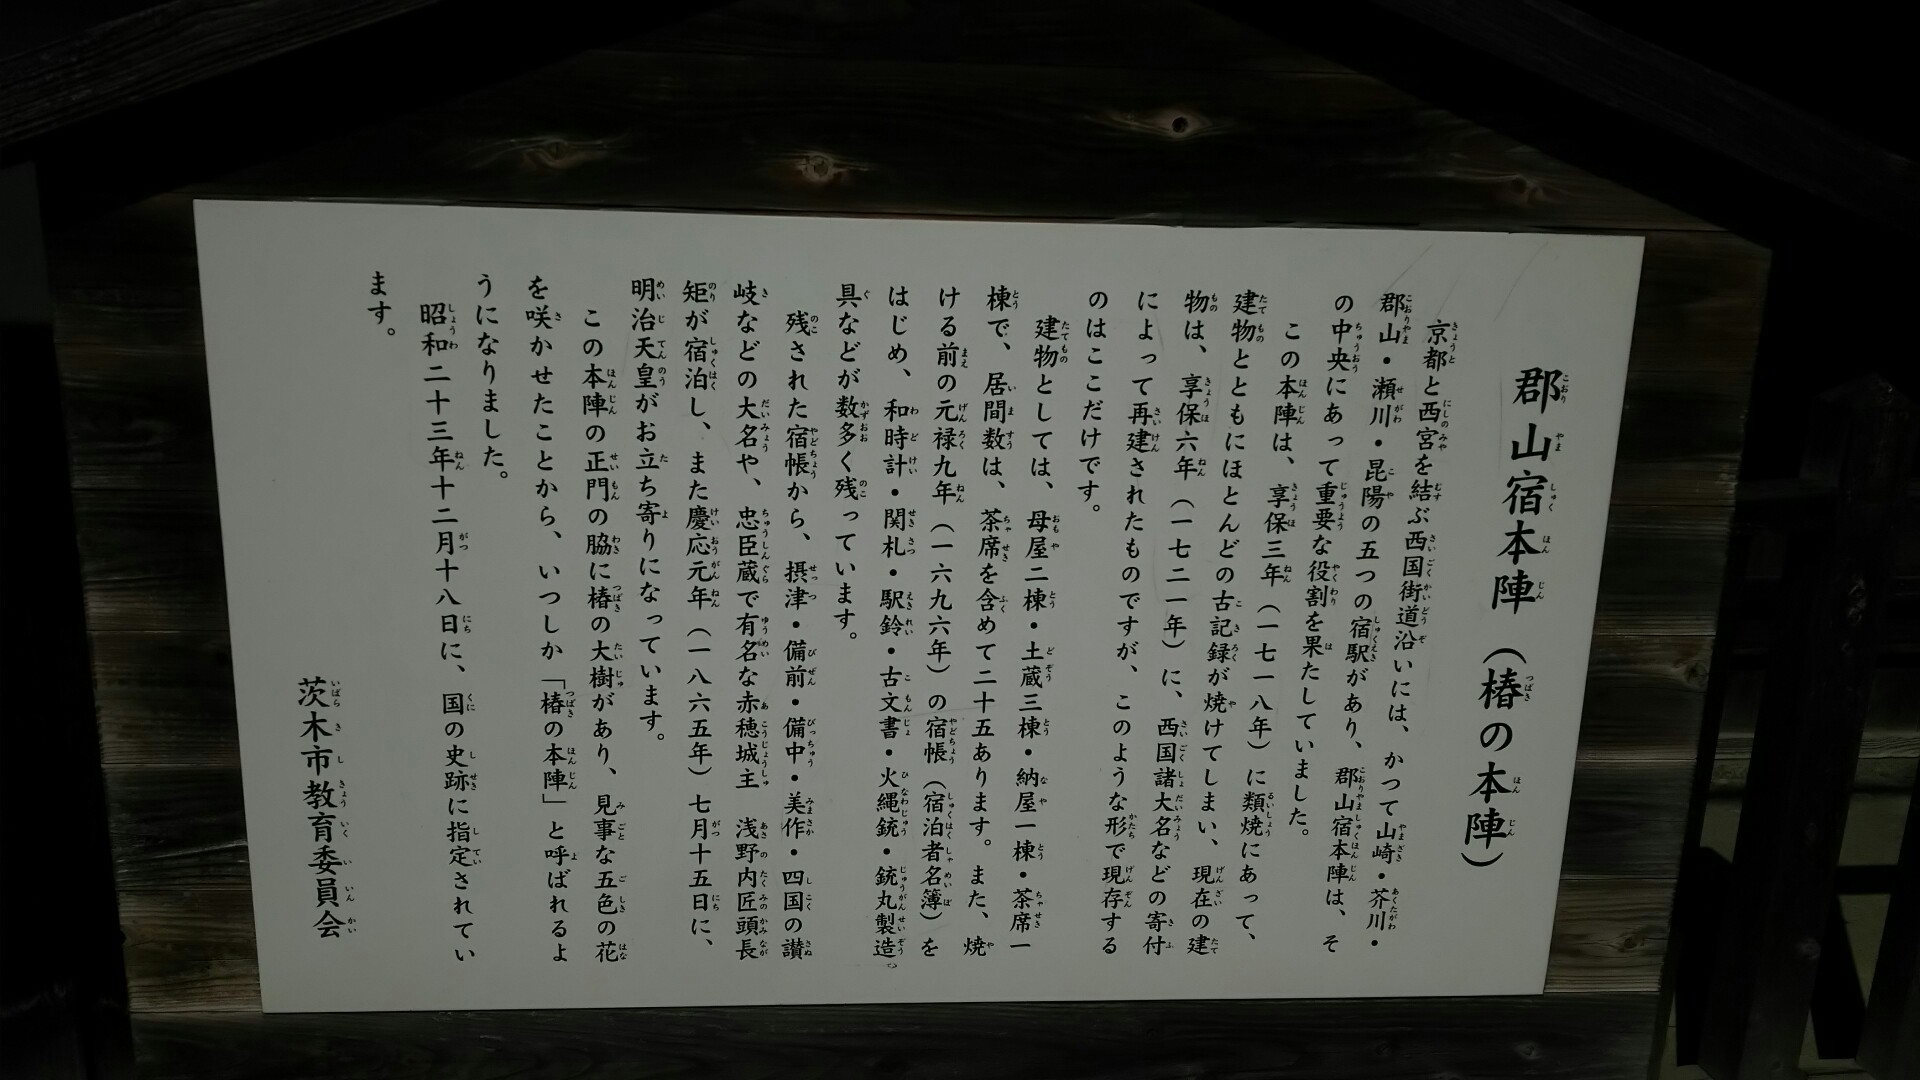 郡山宿本陣(椿の本陣)
京都と西宮を結ぶ西国街道沿いには、かつて山崎・芥川・
郡山・瀬川・昆陽の五つの宿駅があり、郡山宿本陣は、そ
の中央にあって重要な役割を果たしていました。
この本陣は、享保三年(一七一八年)に類焼にあって、
建物とともにほとんどの古記録が焼けてしまい、現在の建
物は、享保六年(一七二一年)に、西国諸大名などの寄付
によって再建されたものですが、このような形で現存する
のはここだけです。
建物としては、母屋二棟・土蔵三棟・納屋一棟・茶席一
棟で、居間数は、茶席を含めて二十五あります。また、焼
ける前の元禄九年(一六九六年)の宿帳(宿泊者名簿)を
はじめ、和時計・関札・駅鈴・古文書・火縄銃・銃丸製造。
具などが数多く残っています。
残された宿帳から、摂津・備前・備中・美作・四国の讃
岐などの大名や、忠臣蔵で有名な赤穂城主 浅野内匠頭長
矩が宿泊し、また慶応元年(一八六五年)七月十五日に、
明治天皇がお立ち寄りになっています。
この本陣の正門の脇に椿の大樹があり、見事な五色の花
を咲かせたことから、いつしか「椿の本陣」と呼ばれるよ
うになりました。
昭和二十三年十二月十八日に、国の史跡に指定されてい
ます。
茨木市教育委員会